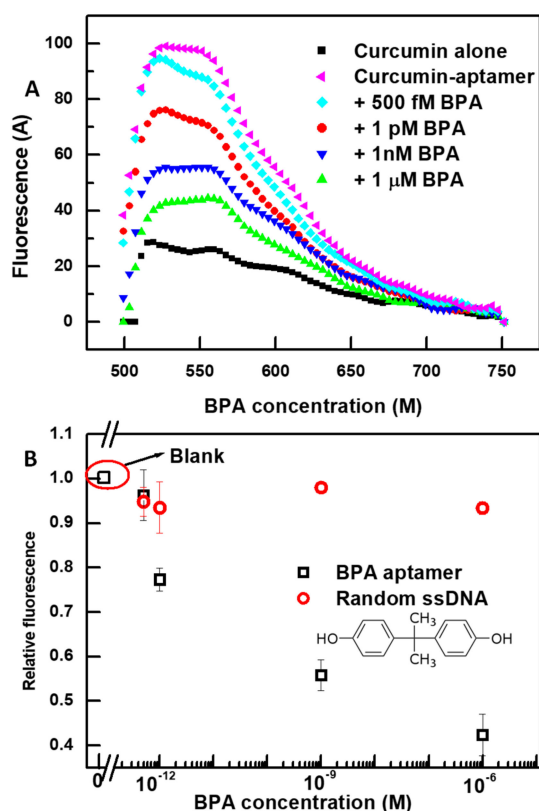 A
Curcumin alone
Curcumin-aptamer
+ 500 fM BPA
+ 1 pM BPA
+ 1nM BPA
+ 1 μM BPA
Fluorescence (A)
100
80
60
40
20
0
500 550 600 650 700 750
BPA concentration (M)
B
Blank
Relative fluorescence
1.1
1.0
0.9
0.8
0.7
0.6
0.5
0.4
BPA aptamer
Random ssDNA
HO
CH₃
CH₃
OH
0 10⁻¹² 10⁻⁹ 10⁻⁶
BPA concentration (M)